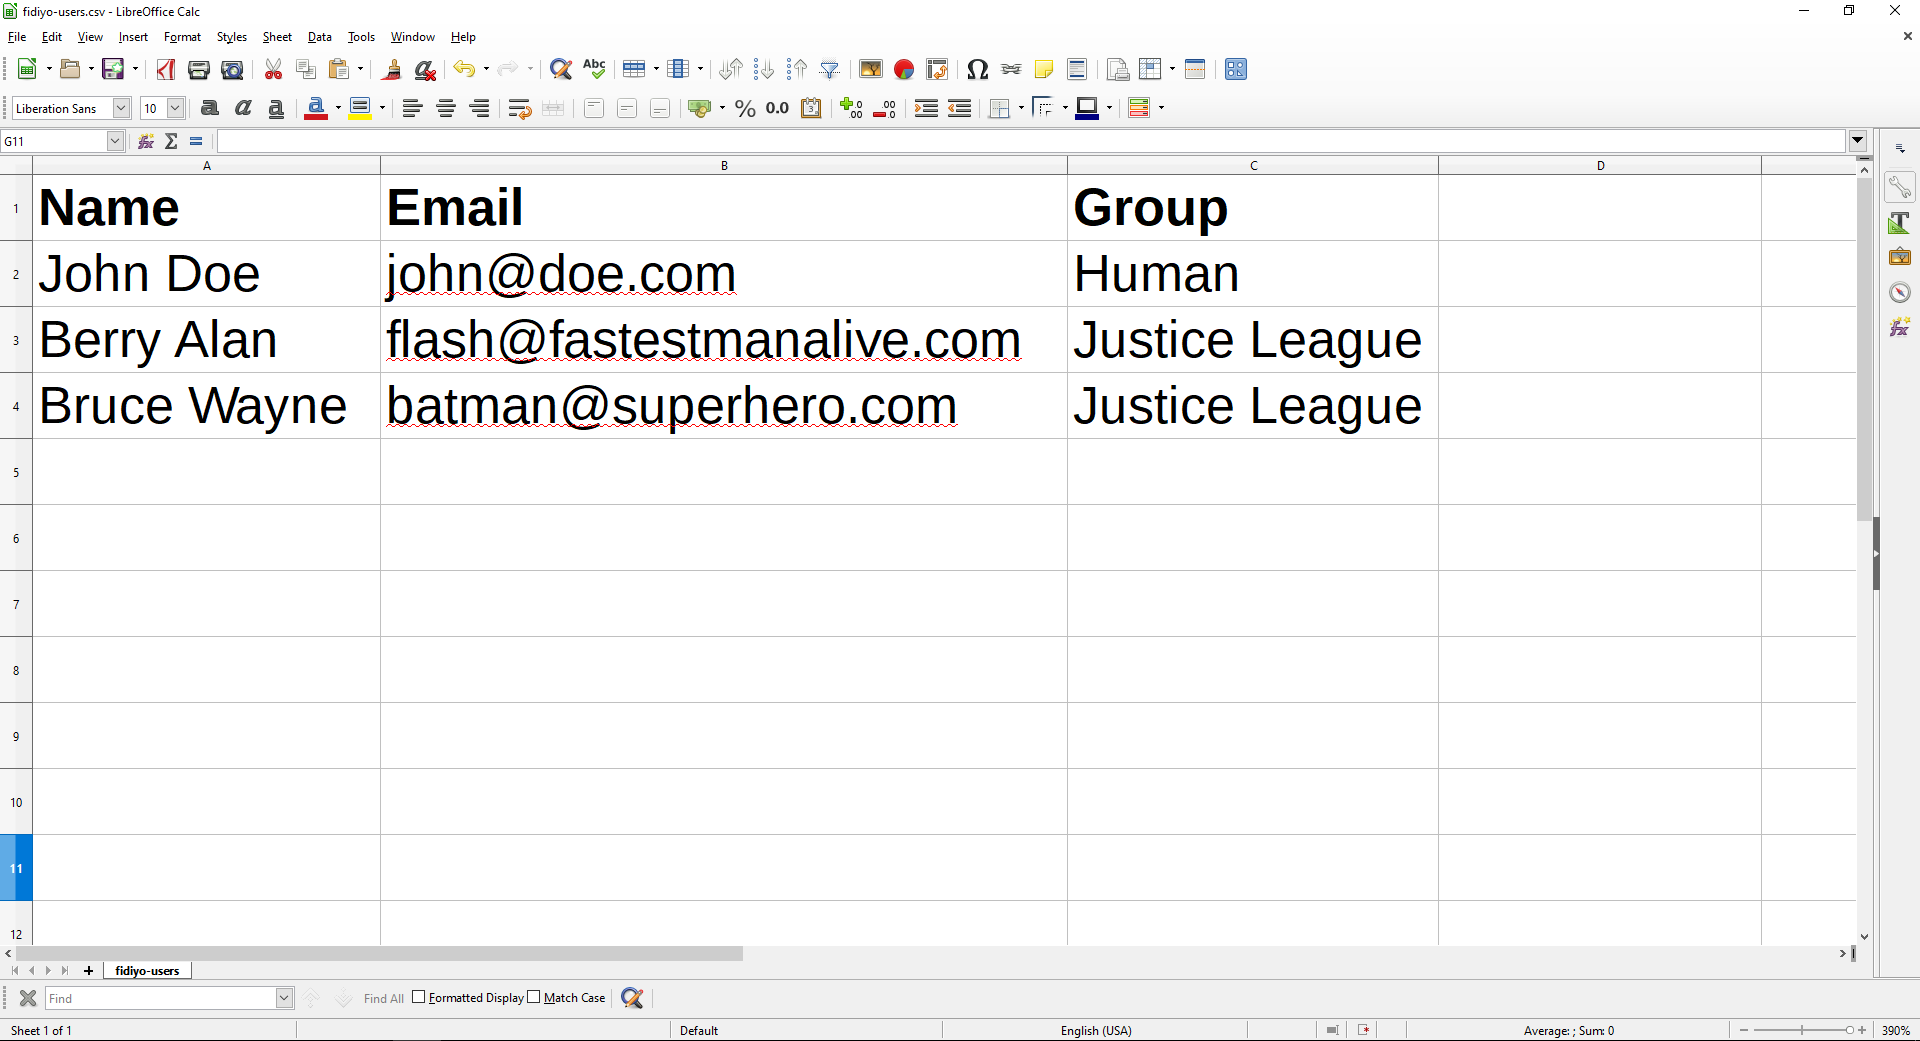 fidiyo-users.csv - LibreOffice Calc
File Edit View Insert Format Styles Sheet Data Tools Window Help
Abc
Liberation Sans 10 a a a a % 0.0
G11
A B C D
1 Name Email Group
2 John Doe john@doe.com Human
3 Berry Alan flash@fastestmanalive.com Justice League
4 Bruce Wayne batman@superhero.com Justice League
5
6
7
8
9
10
11
12
fidiyo-users
Find Find All Formatted Display Match Case
Sheet 1 of 1 Default English (USA) Average: ; Sum: 0 390%